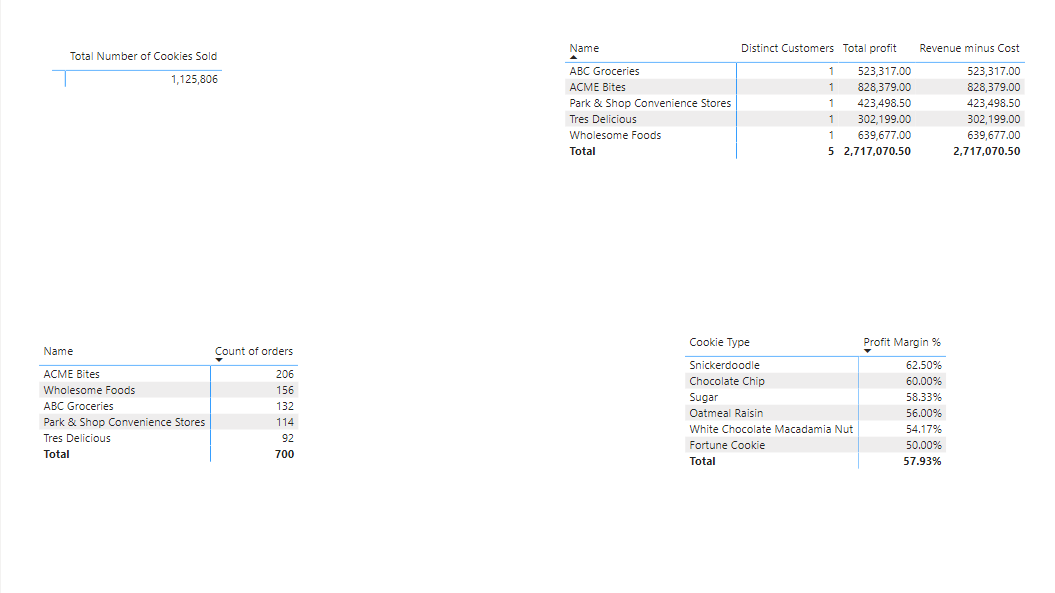 Total Number of Cookies Sold
1,125,806
Name Distinct Customers Total profit Revenue minus Cost
ABC Groceries 1 523,317.00 523,317.00
ACME Bites 1 828,379.00 828,379.00
Park & Shop Convenience Stores 1 423,498.50 423,498.50
Tres Delicious 1 302,199.00 302,199.00
Wholesome Foods 1 639,677.00 639,677.00
Total 5 2,717,070.50 2,717,070.50
Name Count of orders
ACME Bites 206
Wholesome Foods 156
ABC Groceries 132
Park & Shop Convenience Stores 114
Tres Delicious 92
Total 700
Cookie Type Profit Margin %
Snickerdoodle 62.50%
Chocolate Chip 60.00%
Sugar 58.33%
Oatmeal Raisin 56.00%
White Chocolate Macadamia Nut 54.17%
Fortune Cookie 50.00%
Total 57.93%